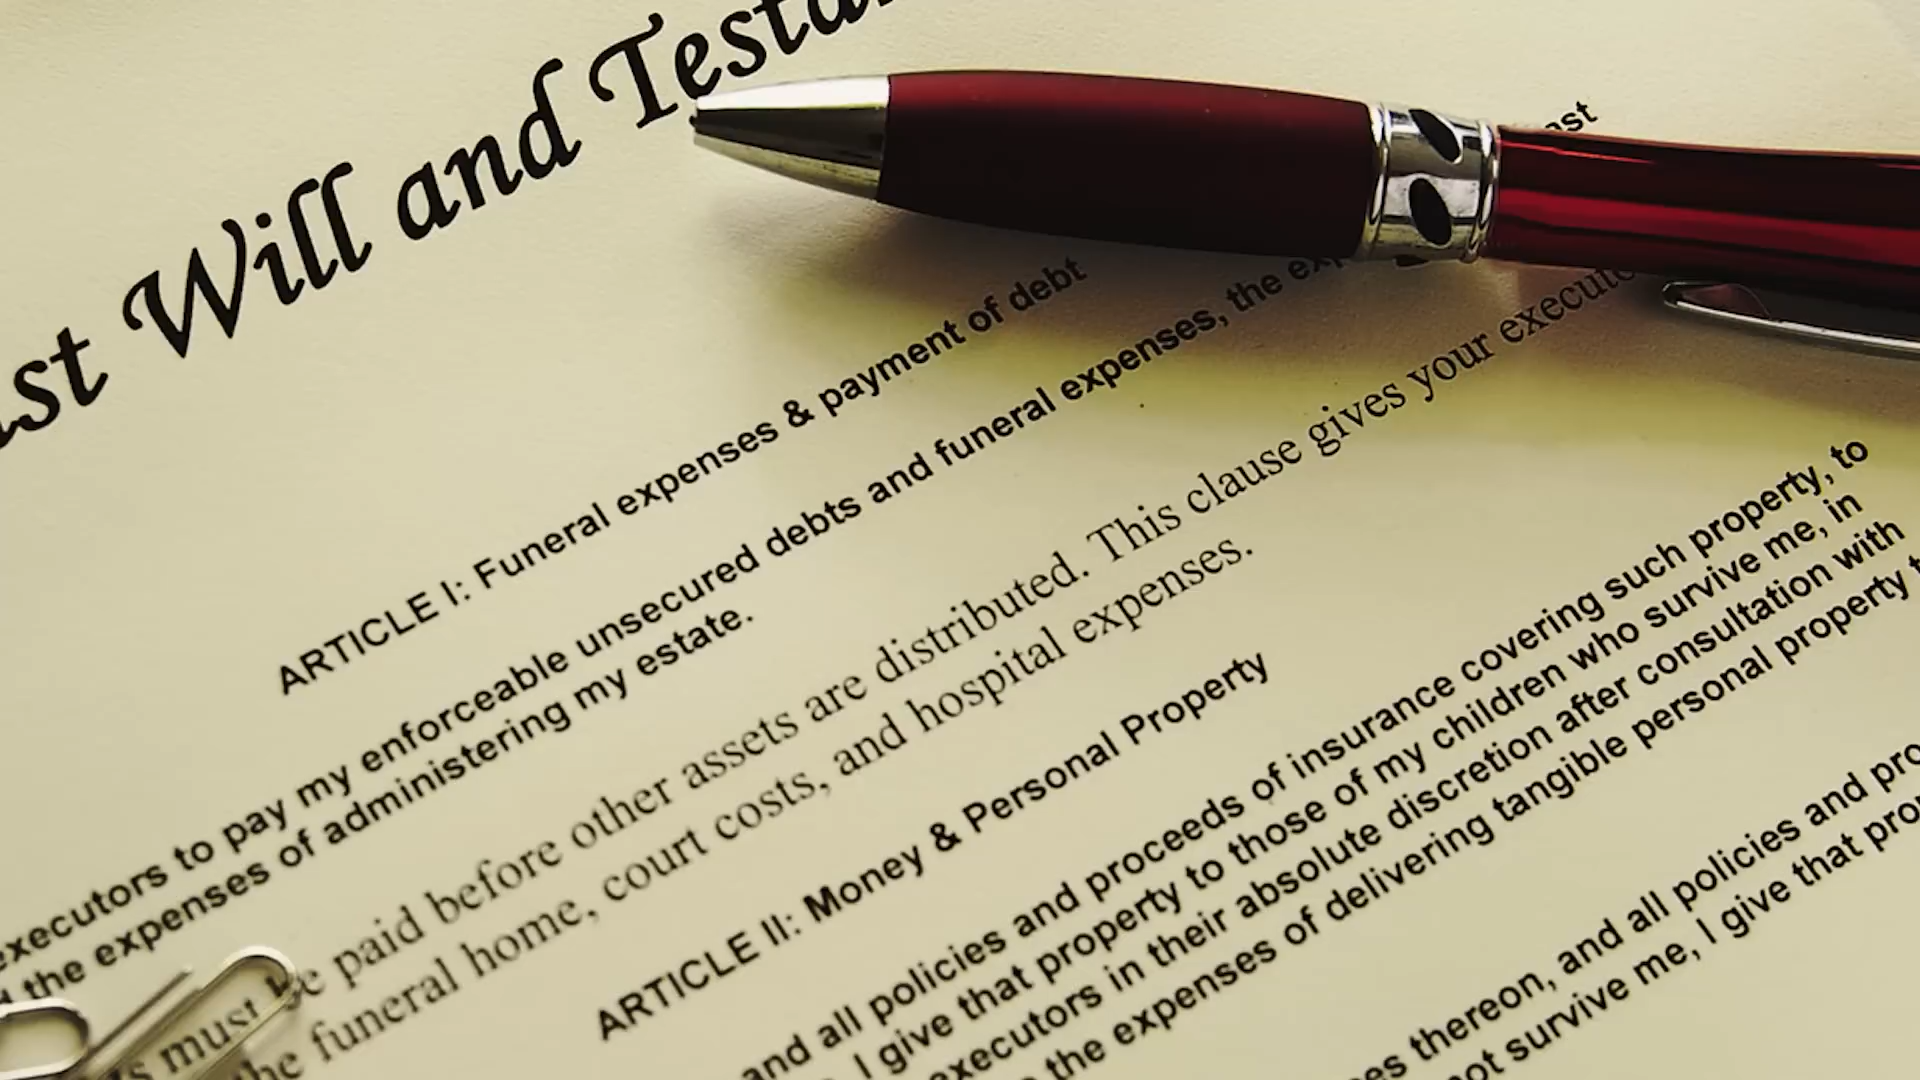 Will and
ast
ARTICLE I: Funeral expenses & payment of debt
executors to pay my enforceable unsecured debts and funeral expenses, the
the expenses of administering my estate.
must be paid before other assets are distributed. This clause gives your
the funeral home, court costs, and hospital expenses.
ARTICLE II: Money & Personal Property
and all policies and proceeds of insurance covering such property, to
I give that property to those of my children who survive me, in
executors in their absolute discretion after consultation with
the expenses of delivering tangible personal property
thereon, and all policies and
not survive me, I give that